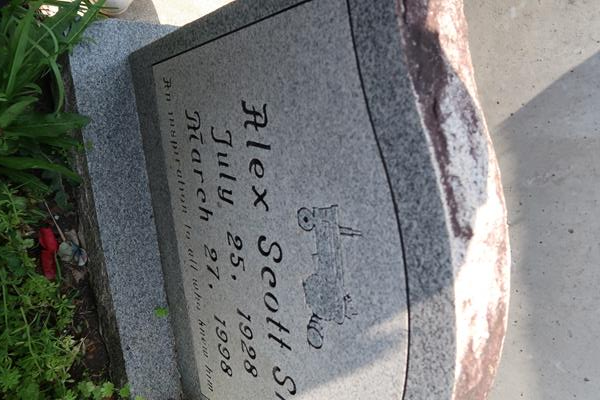 Alex Scott S
July 25, 1928
March 27, 1998
An inspiration to all who knew him